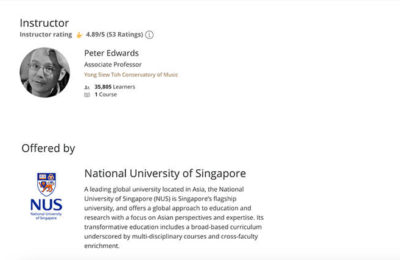 Instructor
Instructor rating 4.89/5 (53 Ratings)
Peter Edwards
Associate Professor
Yong Siew Toh Conservatory of Music
35,805 Learners
1 Course
Offered by
NUS
National University
of Singapore
National University of Singapore
A leading global university located in Asia, the National
University of Singapore (NUS) is Singapore's flagship
university, and offers a global approach to education and
research with a focus on Asian perspectives and expertise. Its
transformative education includes a broad-based curriculum
underscored by multi-disciplinary courses and cross-faculty
enrichment.